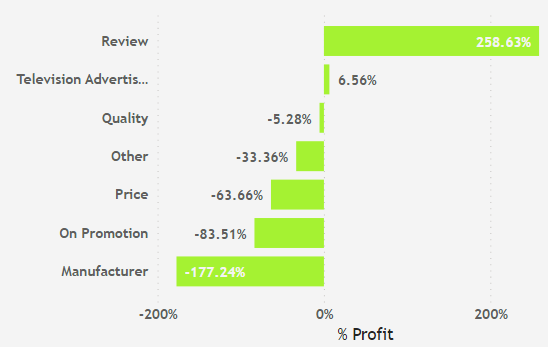 Review 258.63%
Television Advertis... 6.56%
Quality -5.28%
Other -33.36%
Price -63.66%
On Promotion -83.51%
Manufacturer -177.24%
-200% 0% 200%
% Profit